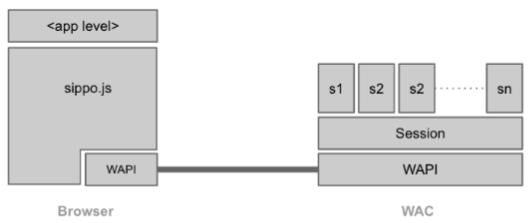 <app level>
sippo.js
WAPI
Browser
s1 s2 s2 sn
Session
WAPI
WAC